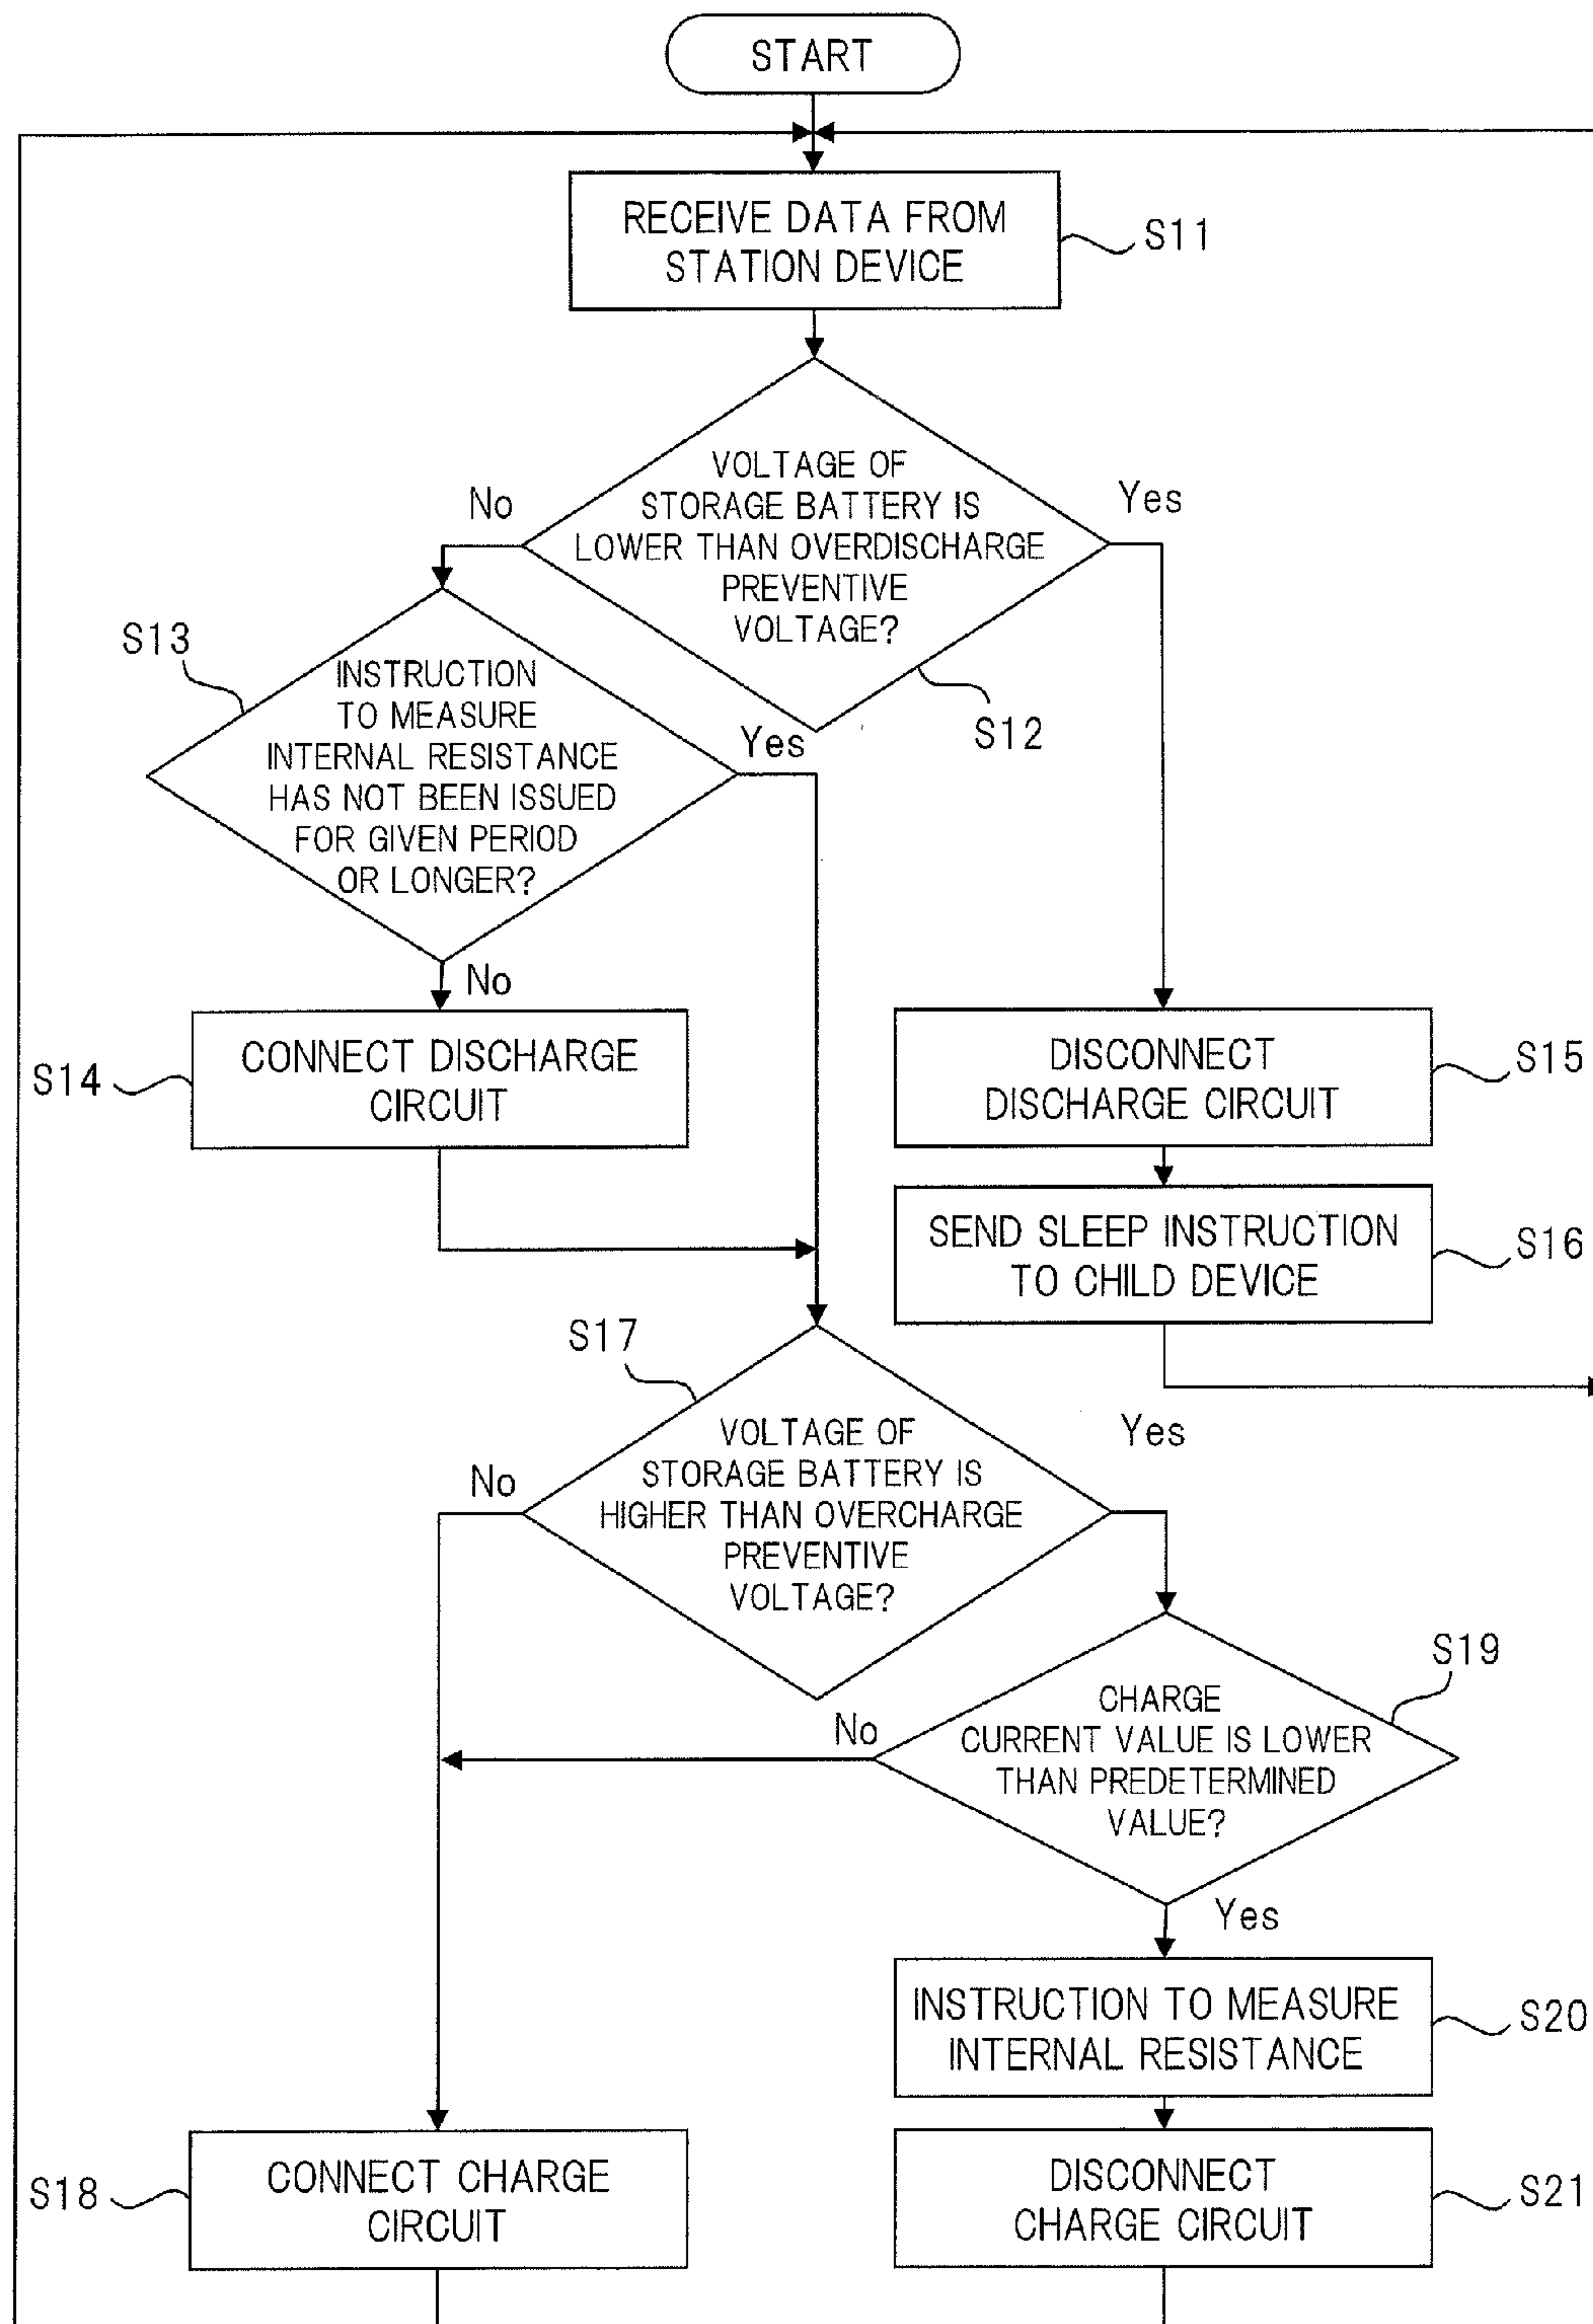 START
RECEIVE DATA FROM
STATION DEVICE
S11
VOLTAGE OF
STORAGE BATTERY IS
LOWER THAN OVERDISCHARGE
PREVENTIVE
VOLTAGE?
No
Yes
S12
S13
INSTRUCTION
TO MEASURE
INTERNAL RESISTANCE
HAS NOT BEEN ISSUED
FOR GIVEN PERIOD
OR LONGER?
Yes
No
S14
CONNECT DISCHARGE
CIRCUIT
DISCONNECT
DISCHARGE CIRCUIT
S15
SEND SLEEP INSTRUCTION
TO CHILD DEVICE
S16
S17
VOLTAGE OF
STORAGE BATTERY IS
HIGHER THAN OVERCHARGE
PREVENTIVE
VOLTAGE?
No
Yes
S19
CHARGE
CURRENT VALUE IS LOWER
THAN PREDETERMINED
VALUE?
No
Yes
INSTRUCTION TO MEASURE
INTERNAL RESISTANCE
S20
S18
CONNECT CHARGE
CIRCUIT
DISCONNECT
CHARGE CIRCUIT
S21